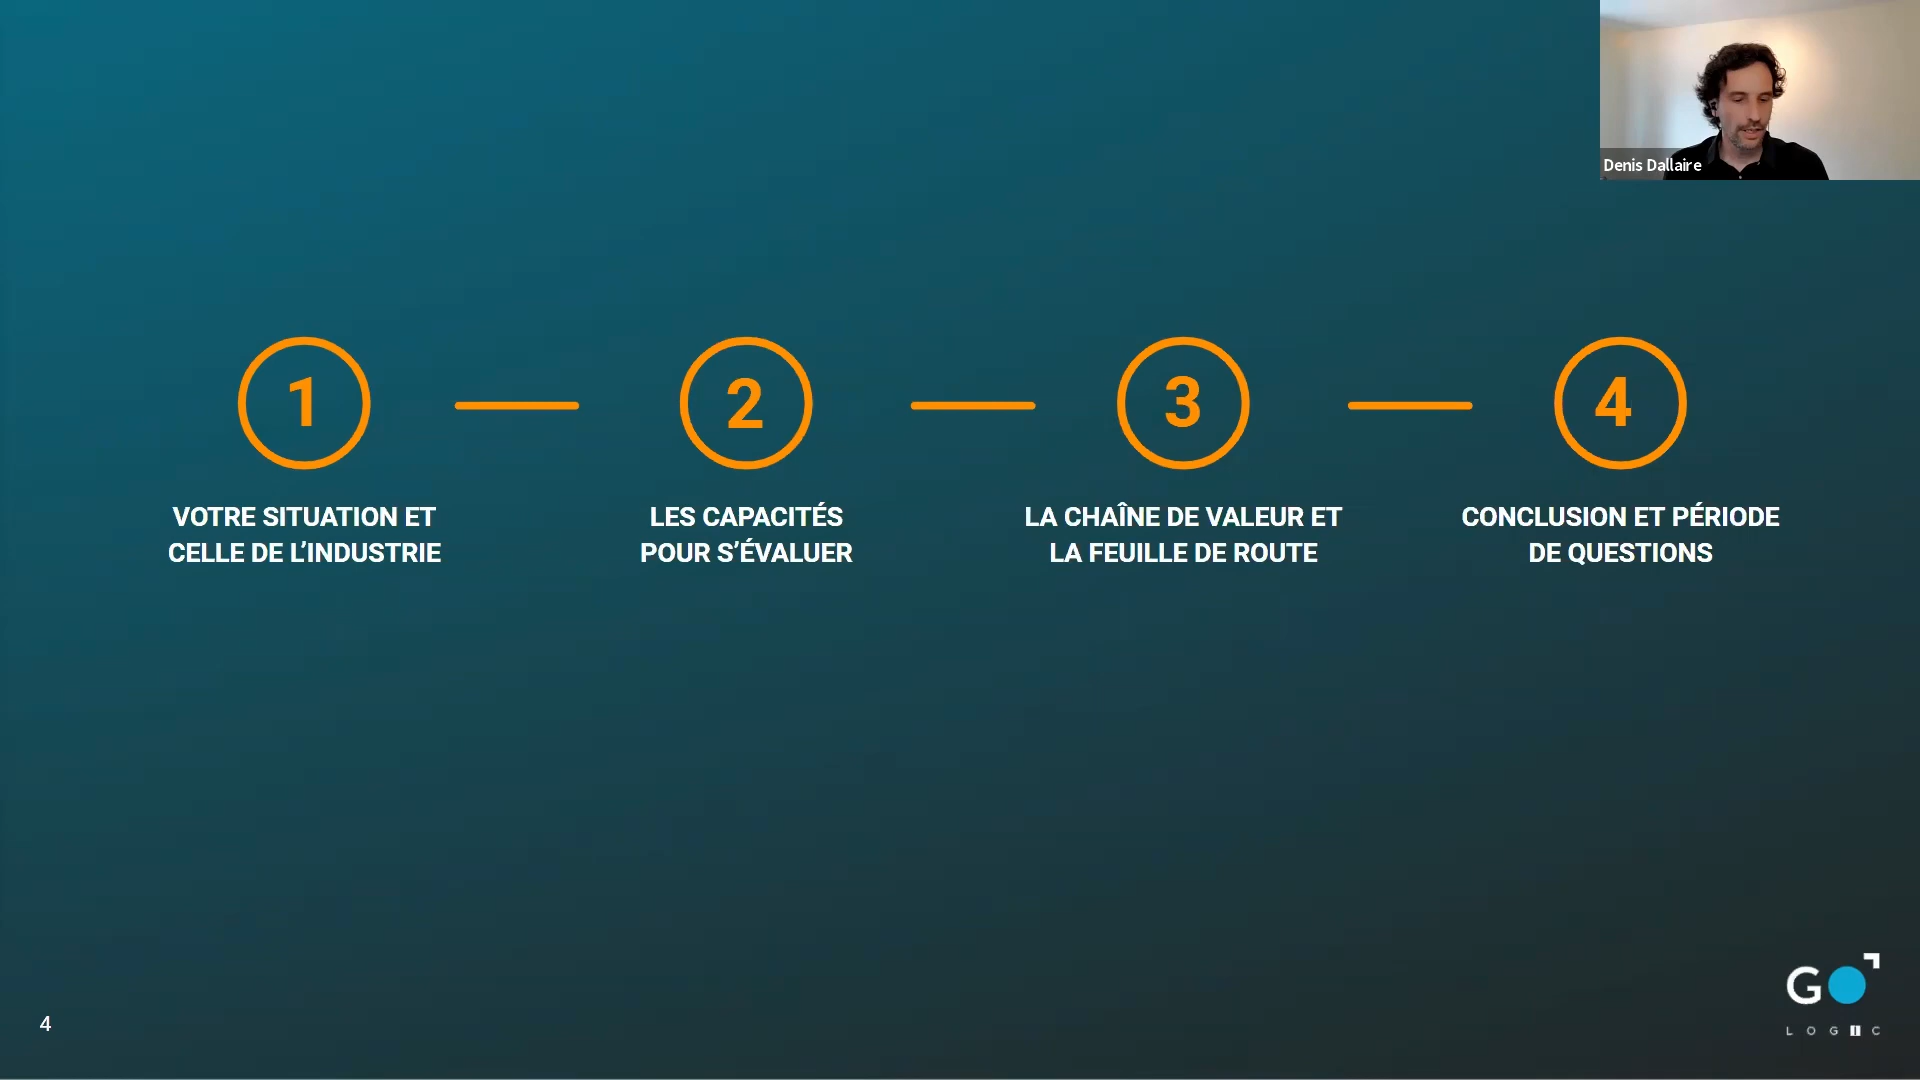 Denis Dallaire
1
2
3
4
VOTRE SITUATION ET
CELLE DE L’INDUSTRIE
LES CAPACITÉS
POUR S’ÉVALUER
LA CHAÎNE DE VALEUR ET
LA FEUILLE DE ROUTE
CONCLUSION ET PÉRIODE
DE QUESTIONS
4
GO
LOGIC